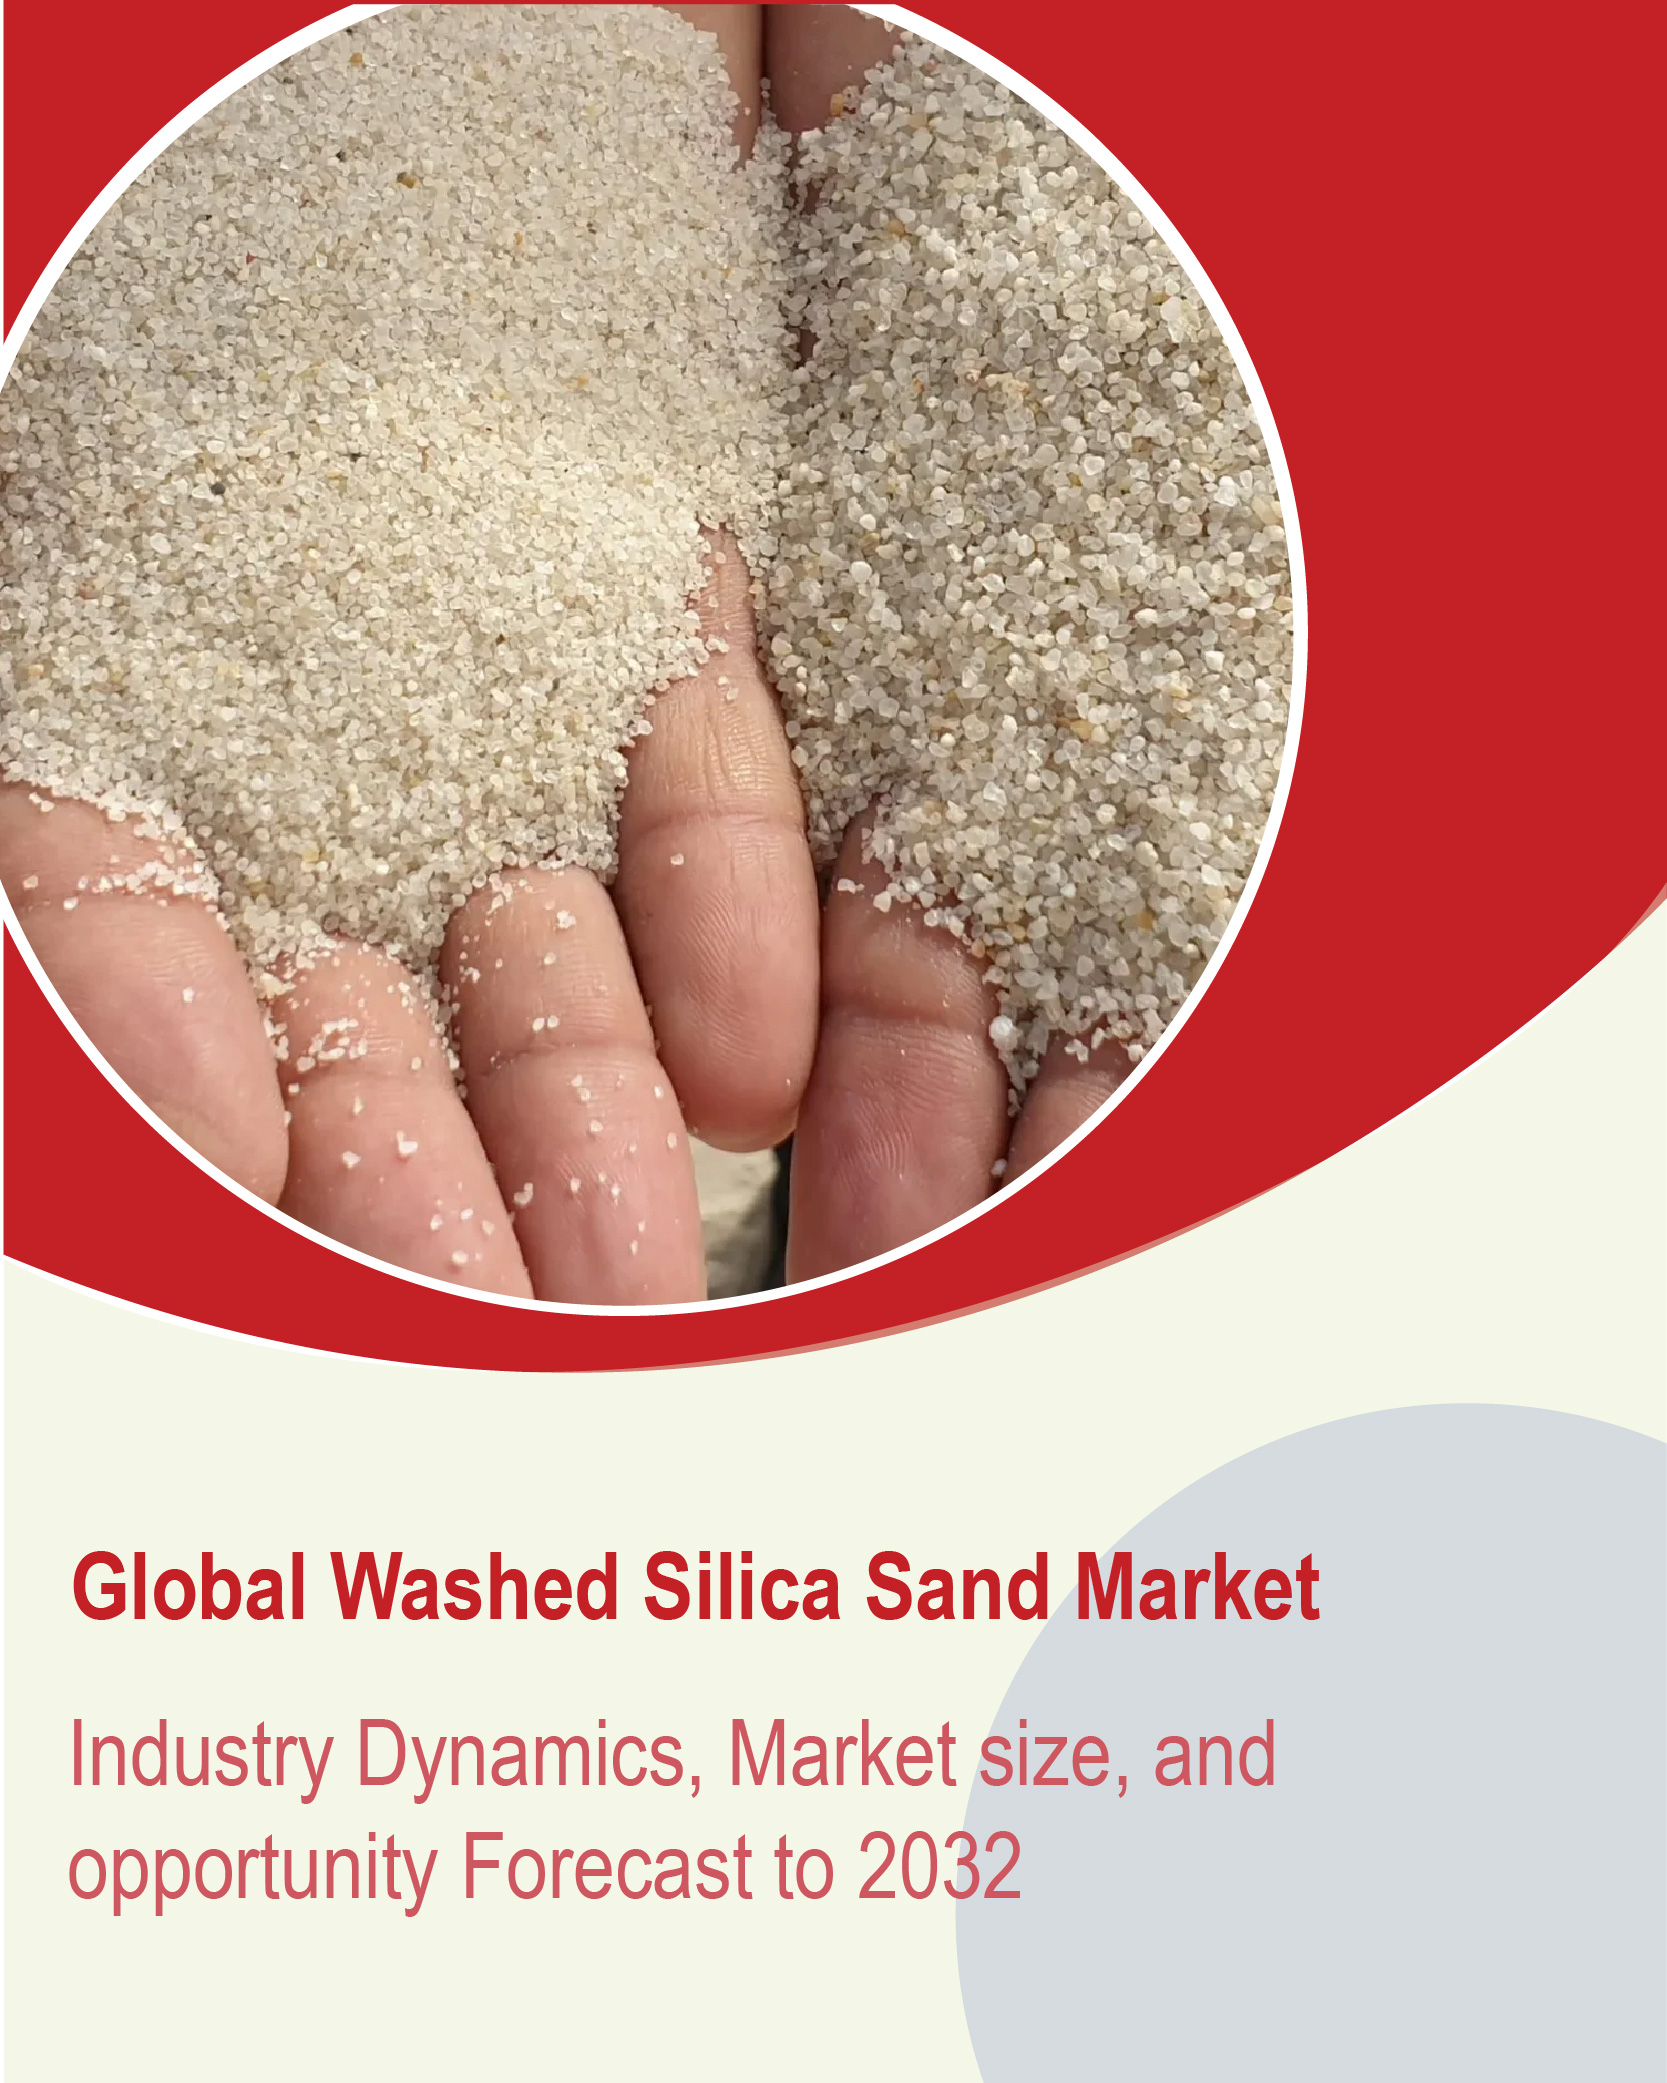 Global Washed Silica Sand Market
Industry Dynamics, Market size, and
opportunity Forecast to 2032